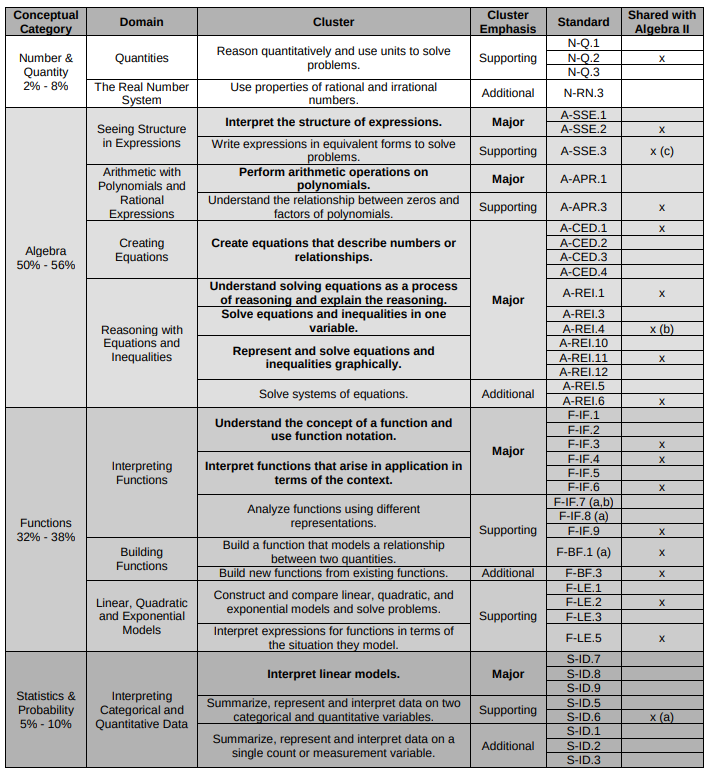 Conceptual Category
Domain
Cluster
Cluster Emphasis
Standard
Shared with Algebra II
Number & Quantity 2% - 8%
Quantities
Reason quantitatively and use units to solve problems.
Supporting
N-Q.1
N-Q.2 x
N-Q.3
The Real Number System
Use properties of rational and irrational numbers.
Additional
N-RN.3
Algebra 50% - 56%
Seeing Structure in Expressions
Interpret the structure of expressions.
Major
A-SSE.1
A-SSE.2 x
Write expressions in equivalent forms to solve problems.
Supporting
A-SSE.3 x (c)
Arithmetic with Polynomials and Rational Expressions
Perform arithmetic operations on polynomials.
Major
A-APR.1
Understand the relationship between zeros and factors of polynomials.
Supporting
A-APR.3 x
Creating Equations
Create equations that describe numbers or relationships.
Major
A-CED.1 x
A-CED.2
A-CED.3
A-CED.4
Reasoning with Equations and Inequalities
Understand solving equations as a process of reasoning and explain the reasoning.
A-REI.1 x
Solve equations and inequalities in one variable.
A-REI.3
A-REI.4 x (b)
Represent and solve equations and inequalities graphically.
A-REI.10
A-REI.11 x
A-REI.12
Solve systems of equations.
Additional
A-REI.5
A-REI.6 x
Functions 32% - 38%
Interpreting Functions
Understand the concept of a function and use function notation.
Major
F-IF.1
F-IF.2
F-IF.3 x
Interpret functions that arise in application in terms of the context.
F-IF.4 x
F-IF.5
F-IF.6 x
Analyze functions using different representations.
Supporting
F-IF.7 (a,b)
F-IF.8 (a)
F-IF.9 x
Building Functions
Build a function that models a relationship between two quantities.
F-BF.1 (a) x
Build new functions from existing functions.
Additional
F-BF.3 x
Linear, Quadratic and Exponential Models
Construct and compare linear, quadratic, and exponential models and solve problems.
Supporting
F-LE.1
F-LE.2 x
F-LE.3
Interpret expressions for functions in terms of the situation they model.
F-LE.5 x
Statistics & Probability 5% - 10%
Interpreting Categorical and Quantitative Data
Interpret linear models.
Major
S-ID.7
S-ID.8
S-ID.9
Summarize, represent and interpret data on two categorical and quantitative variables.
Supporting
S-ID.5
S-ID.6 x (a)
Summarize, represent and interpret data on a single count or measurement variable.
Additional
S-ID.1
S-ID.2
S-ID.3